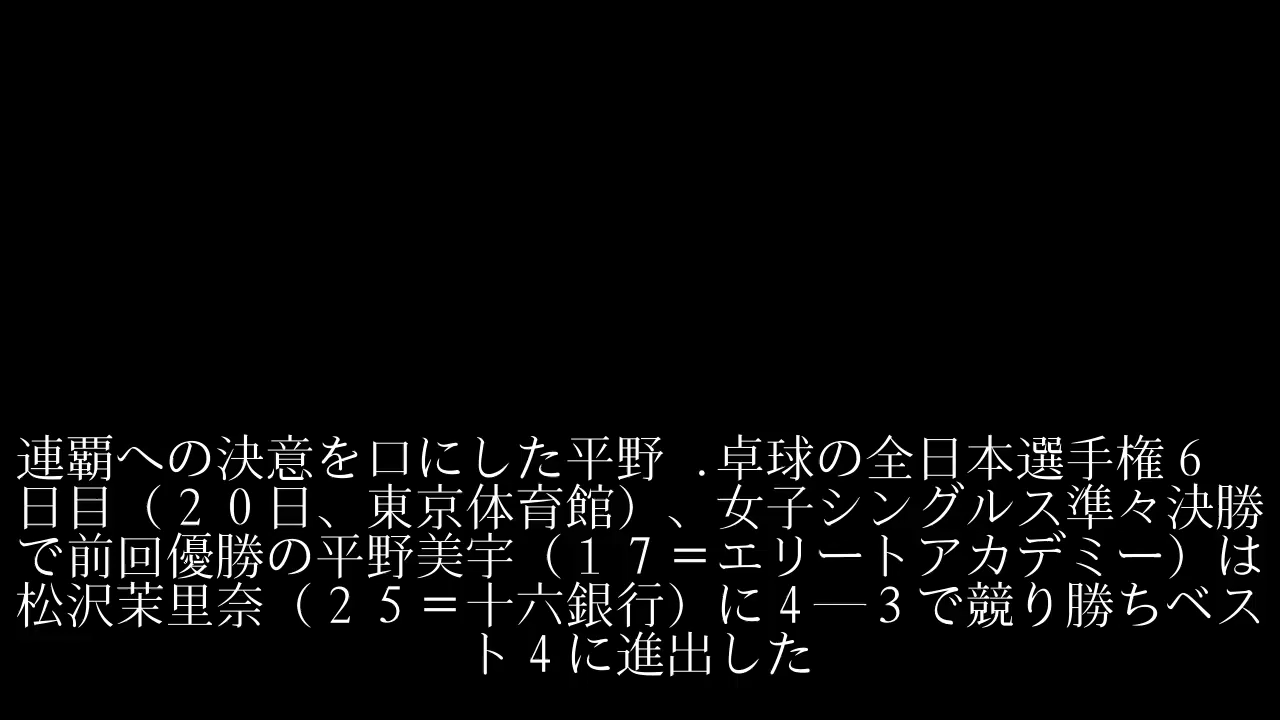 連覇への決意を口にした平野　.卓球の全日本選手権６
日目（２０日、東京体育館）、女子シングルス準々決勝
で前回優勝の平野美宇（１７＝エリートアカデミー）は
松沢茉里奈（２５＝十六銀行）に４―３で競り勝ちベス
ト４に進出した